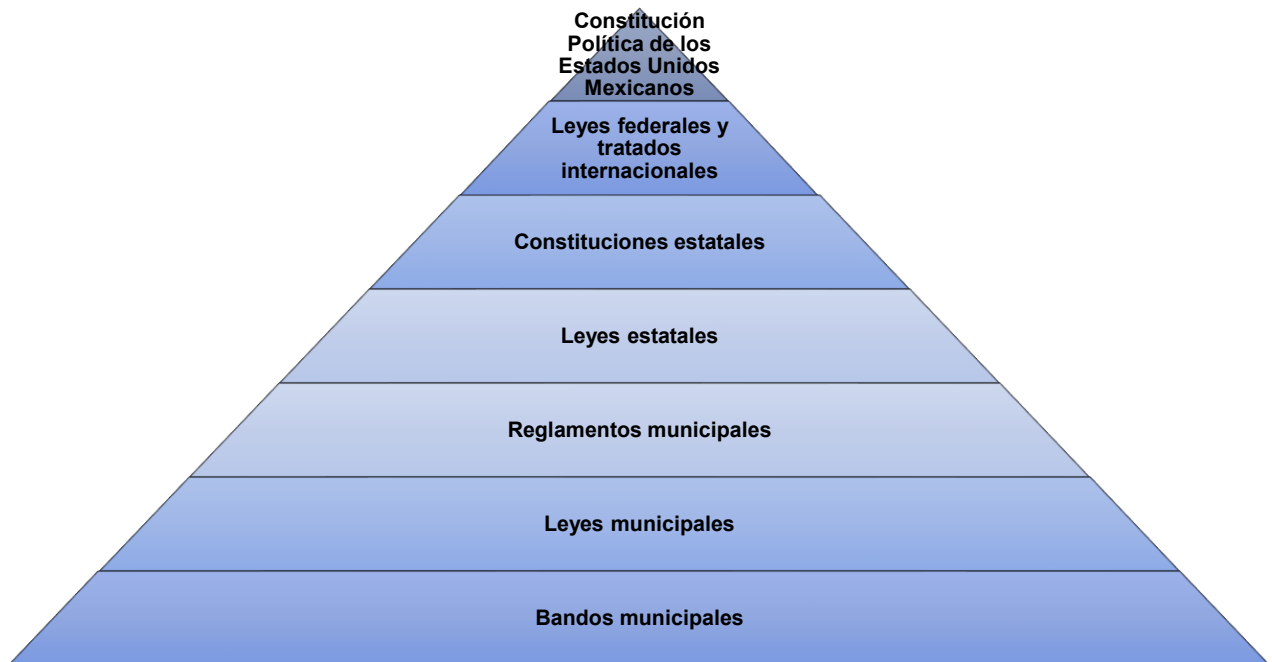 Constitución
Política de los
Estados Unidos
Mexicanos
Leyes federales y
tratados
internacionales
Constituciones estatales
Leyes estatales
Reglamentos municipales
Leyes municipales
Bandos municipales